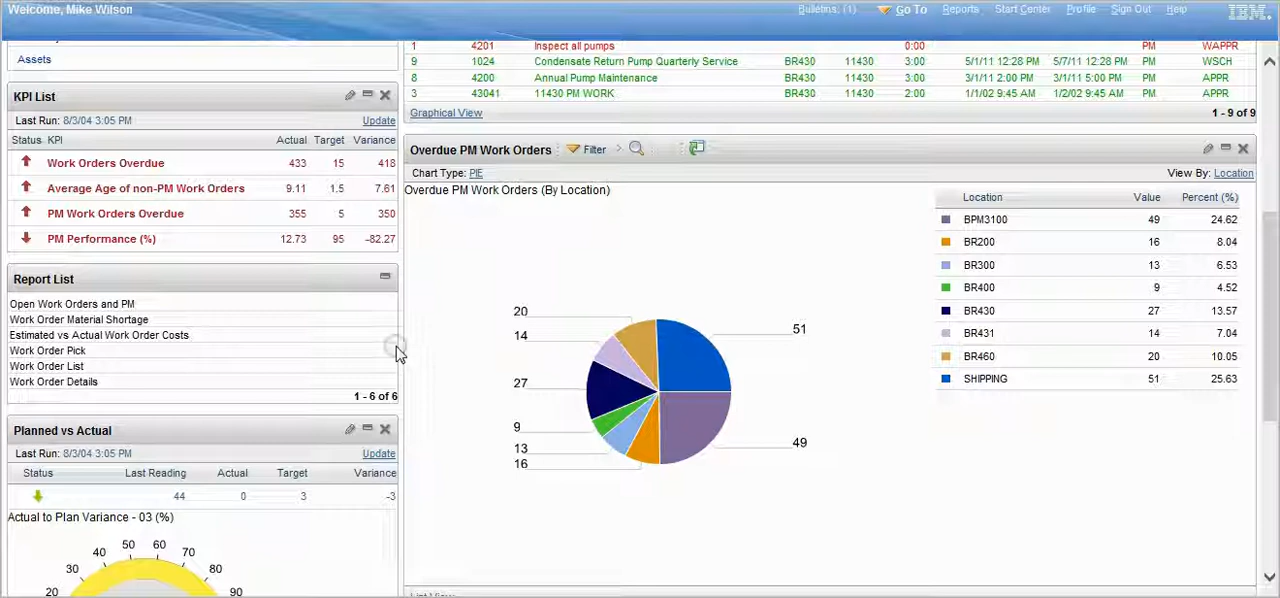 Welcome, Mike Wilson
Bulletins: (1) Go To Reports Start Center Profile Sign Out Help IBM.
Assets
KPI List
Last Run: 8/3/04 3:05 PM Update
Status KPI Actual Target Variance
Work Orders Overdue 433 15 418
Average Age of non-PM Work Orders 9.11 1.5 7.61
PM Work Orders Overdue 355 5 350
PM Performance (%) 12.73 95 -82.27
Report List
Open Work Orders and PM
Work Order Material Shortage
Estimated vs Actual Work Order Costs
Work Order Pick
Work Order List
Work Order Details
1 - 6 of 6
Planned vs Actual
Last Run: 8/3/04 3:05 PM Update
Status Last Reading Actual Target Variance
44 0 3 -3
Actual to Plan Variance - 03 (%)
20 30 40 50 60 70 80 90
1 4201 Inspect all pumps 0:00 PM WAPPR
9 1024 Condensate Return Pump Quarterly Service BR430 11430 3:00 5/1/11 12:28 PM 5/7/11 12:28 PM PM WSCH
8 4200 Annual Pump Maintenance BR430 11430 3:00 3/1/11 2:00 PM 3/1/11 5:00 PM PM APPR
3 43041 11430 PM WORK BR430 11430 2:00 1/1/02 9:45 AM 1/2/02 9:45 AM PM APPR
Graphical View 1 - 9 of 9
Overdue PM Work Orders Filter
Chart Type: PIE View By: Location
Overdue PM Work Orders (By Location)
20
14
27
9
13
16
51
49
Location Value Percent (%)
BPM3100 49 24.62
BR200 16 8.04
BR300 13 6.53
BR400 9 4.52
BR430 27 13.57
BR431 14 7.04
BR460 20 10.05
SHIPPING 51 25.63